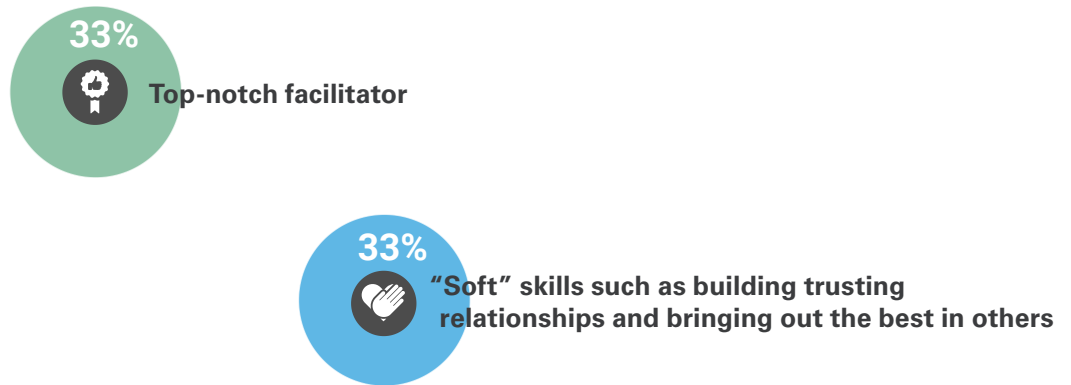 33%
Top-notch facilitator
33%
“Soft” skills such as building trusting
relationships and bringing out the best in others